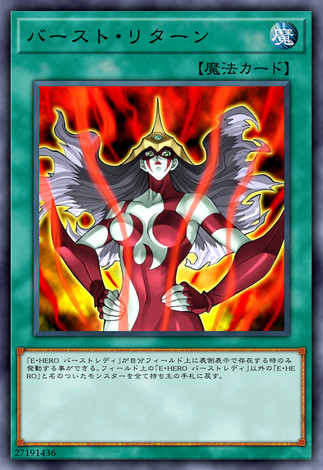 バースト・リターン
魔
【魔法カード】
「E・HERO バーストレディ」が自分フィールド上に表側表示で存在する時のみ
発動する事ができる。フィールド上の「E・HERO バーストレディ」以外の「E・HE
RO」と名のついたモンスターを全て持ち主の手札に戻す。
27191436